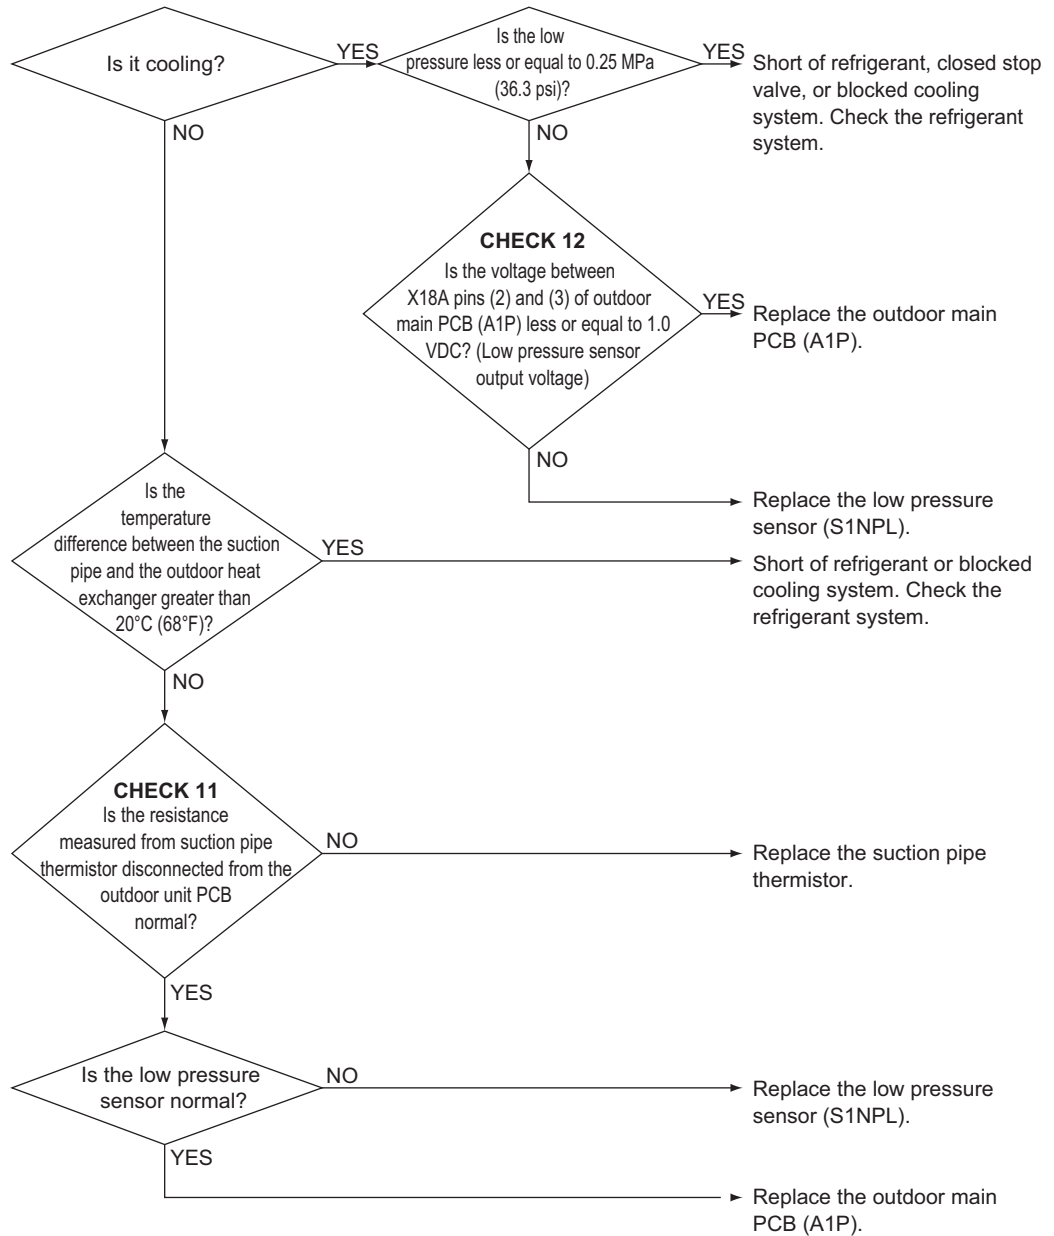 Is it cooling?
YES
Is the low
pressure less or equal to 0.25 MPa
(36.3 psi)?
YES
Short of refrigerant, closed stop
valve, or blocked cooling
system. Check the refrigerant
system.
NO
NO
CHECK 12
Is the voltage between
X18A pins (2) and (3) of outdoor
main PCB (A1P) less or equal to 1.0
VDC? (Low pressure sensor
output voltage)
YES
Replace the outdoor main
PCB (A1P).
NO
Replace the low pressure
sensor (S1NPL).
Is the
temperature
difference between the suction
pipe and the outdoor heat
exchanger greater than
20°C (68°F)?
YES
Short of refrigerant or blocked
cooling system. Check the
refrigerant system.
NO
CHECK 11
Is the resistance
measured from suction pipe
thermistor disconnected from the
outdoor unit PCB
normal?
NO
Replace the suction pipe
thermistor.
YES
Is the low pressure
sensor normal?
NO
Replace the low pressure
sensor (S1NPL).
YES
Replace the outdoor main
PCB (A1P).